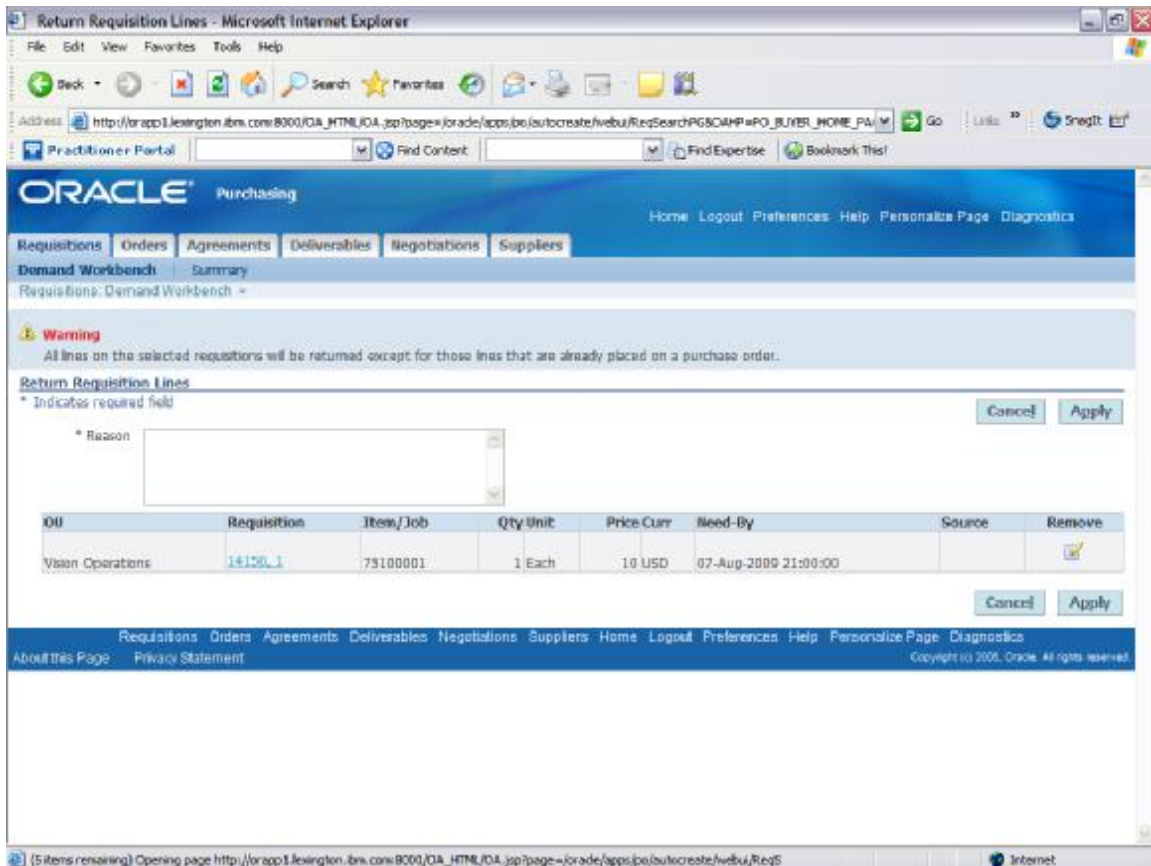 Return Requisition Lines - Microsoft Internet Explorer
File Edit View Favorites Tools Help
Back Search Favorites
Address http://orapp1.lexington.ibm.com:8000/OA_HTML/OA.jsp?page=/oracle/apps/po/autocreate/webui/ReqSearchPG&OAHP=PO_BUYER_HOME_PA Go Links » SnagIt
Practitioner Portal Find Content Find Expertise Bookmark This!
ORACLE Purchasing
Home Logout Preferences Help Personalize Page Diagnostics
Requisitions Orders Agreements Deliverables Negotiations Suppliers
Demand Workbench | Summary
Requisitions: Demand Workbench >
Warning
All lines on the selected requisitions will be returned except for those lines that are already placed on a purchase order.
Return Requisition Lines
* Indicates required field
Cancel Apply
* Reason
OU Requisition Item/Job Qty Unit Price Curr Need-By Source Remove
Vision Operations 1 Each 10 USD 07-Aug-2009 21:00:00
Cancel Apply
Requisitions Orders Agreements Deliverables Negotiations Suppliers Home Logout Preferences Help Personalize Page Diagnostics
About this Page Privacy Statement Copyright (c) 2006, Oracle. All rights reserved.
(5 items remaining) Opening page http://orapp1.lexington.ibm.com:8000/OA_HTML/OA.jsp?page=/oracle/apps/po/autocreate/webui/ReqS Internet